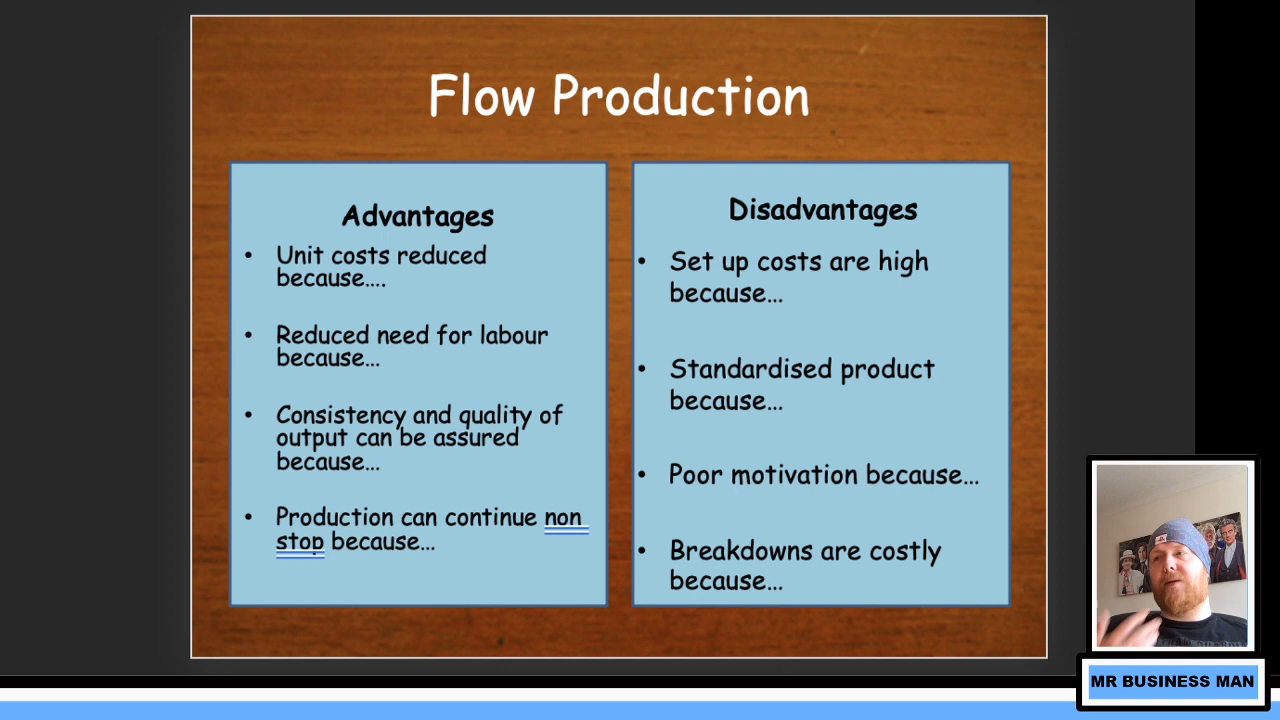 Flow Production
Advantages
• Unit costs reduced
because....
• Reduced need for labour
because...
• Consistency and quality of
output can be assured
because...
• Production can continue non
stop because...
Disadvantages
• Set up costs are high
because...
• Standardised product
because...
• Poor motivation because...
• Breakdowns are costly
because...
MR BUSINESS MAN